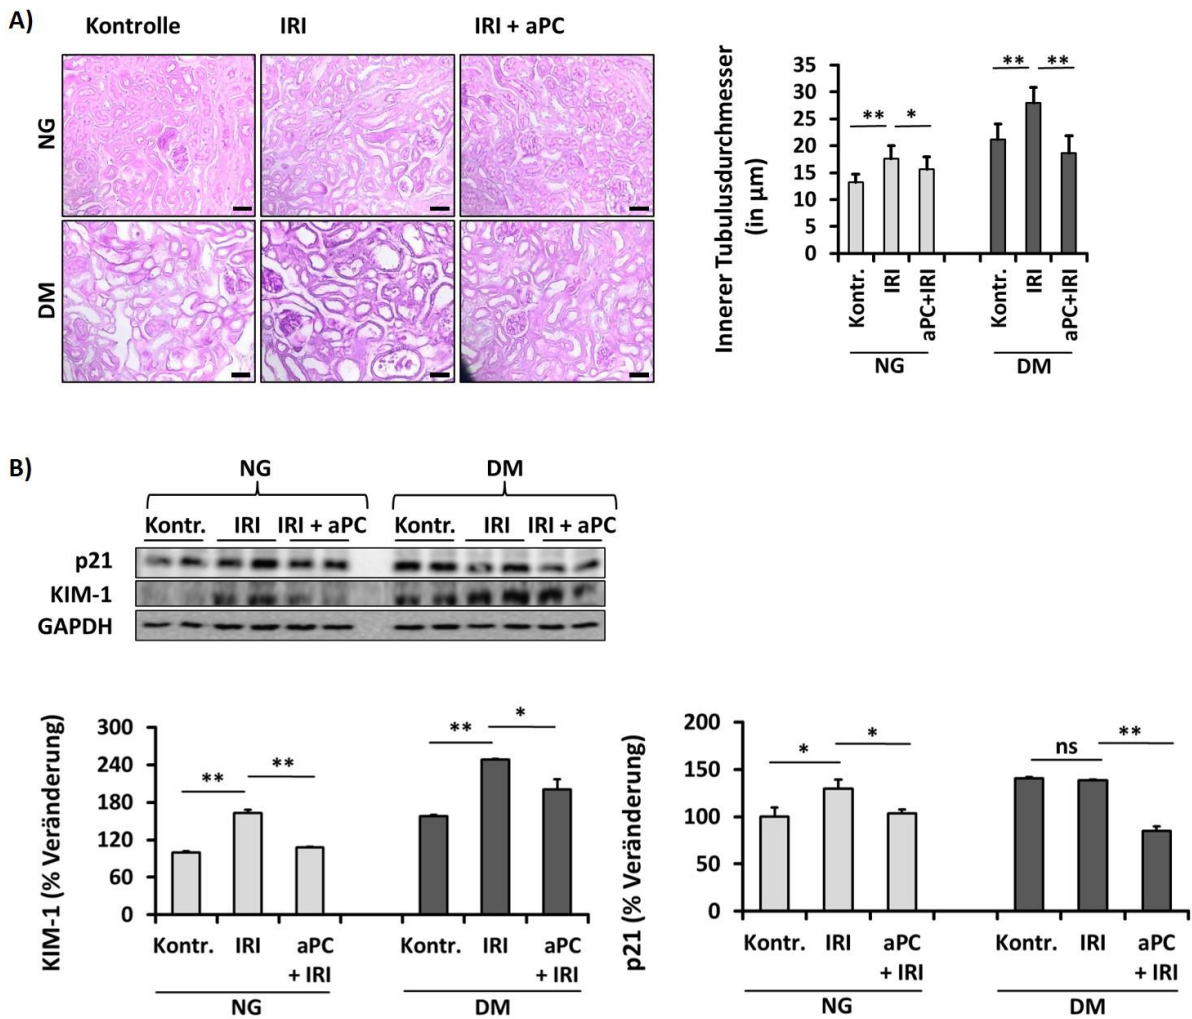 A)
Kontrolle IRI IRI + aPC
NG
DM
Innerer Tubulusdurchmesser
(in µm)
35
30
25
20
15
10
5
0
** * ** **
Kontr. IRI aPC+IRI Kontr. IRI aPC+IRI
NG DM
B)
NG DM
Kontr. IRI IRI + aPC Kontr. IRI IRI + aPC
p21
KIM-1
GAPDH
KIM-1 (% Veränderung)
300
240
180
120
60
0
** ** ** *
Kontr. IRI aPC Kontr. IRI aPC
+ IRI + IRI
NG DM
p21 (% Veränderung)
200
150
100
50
0
* * ns **
Kontr. IRI aPC Kontr. IRI aPC
+ IRI + IRI
NG DM